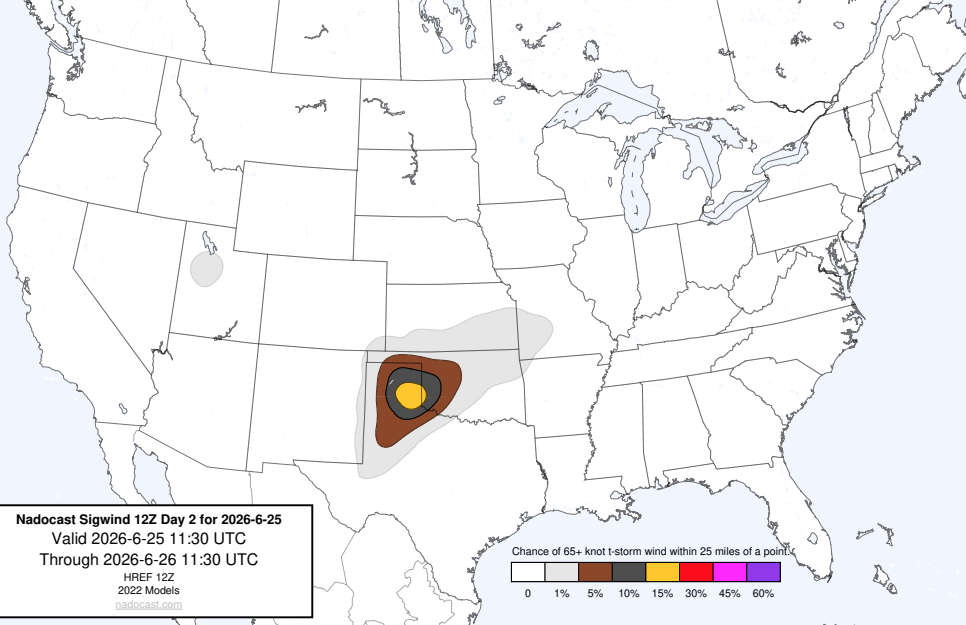 Nadocast Sigwind 12Z Day 2 for 2026-6-25
Valid 2026-6-25 11:30 UTC
Through 2026-6-26 11:30 UTC
HREF 12Z
2022 Models
nadocast.com
Chance of 65+ knot t-storm wind within 25 miles of a point.
0 1% 5% 10% 15% 30% 45% 60%